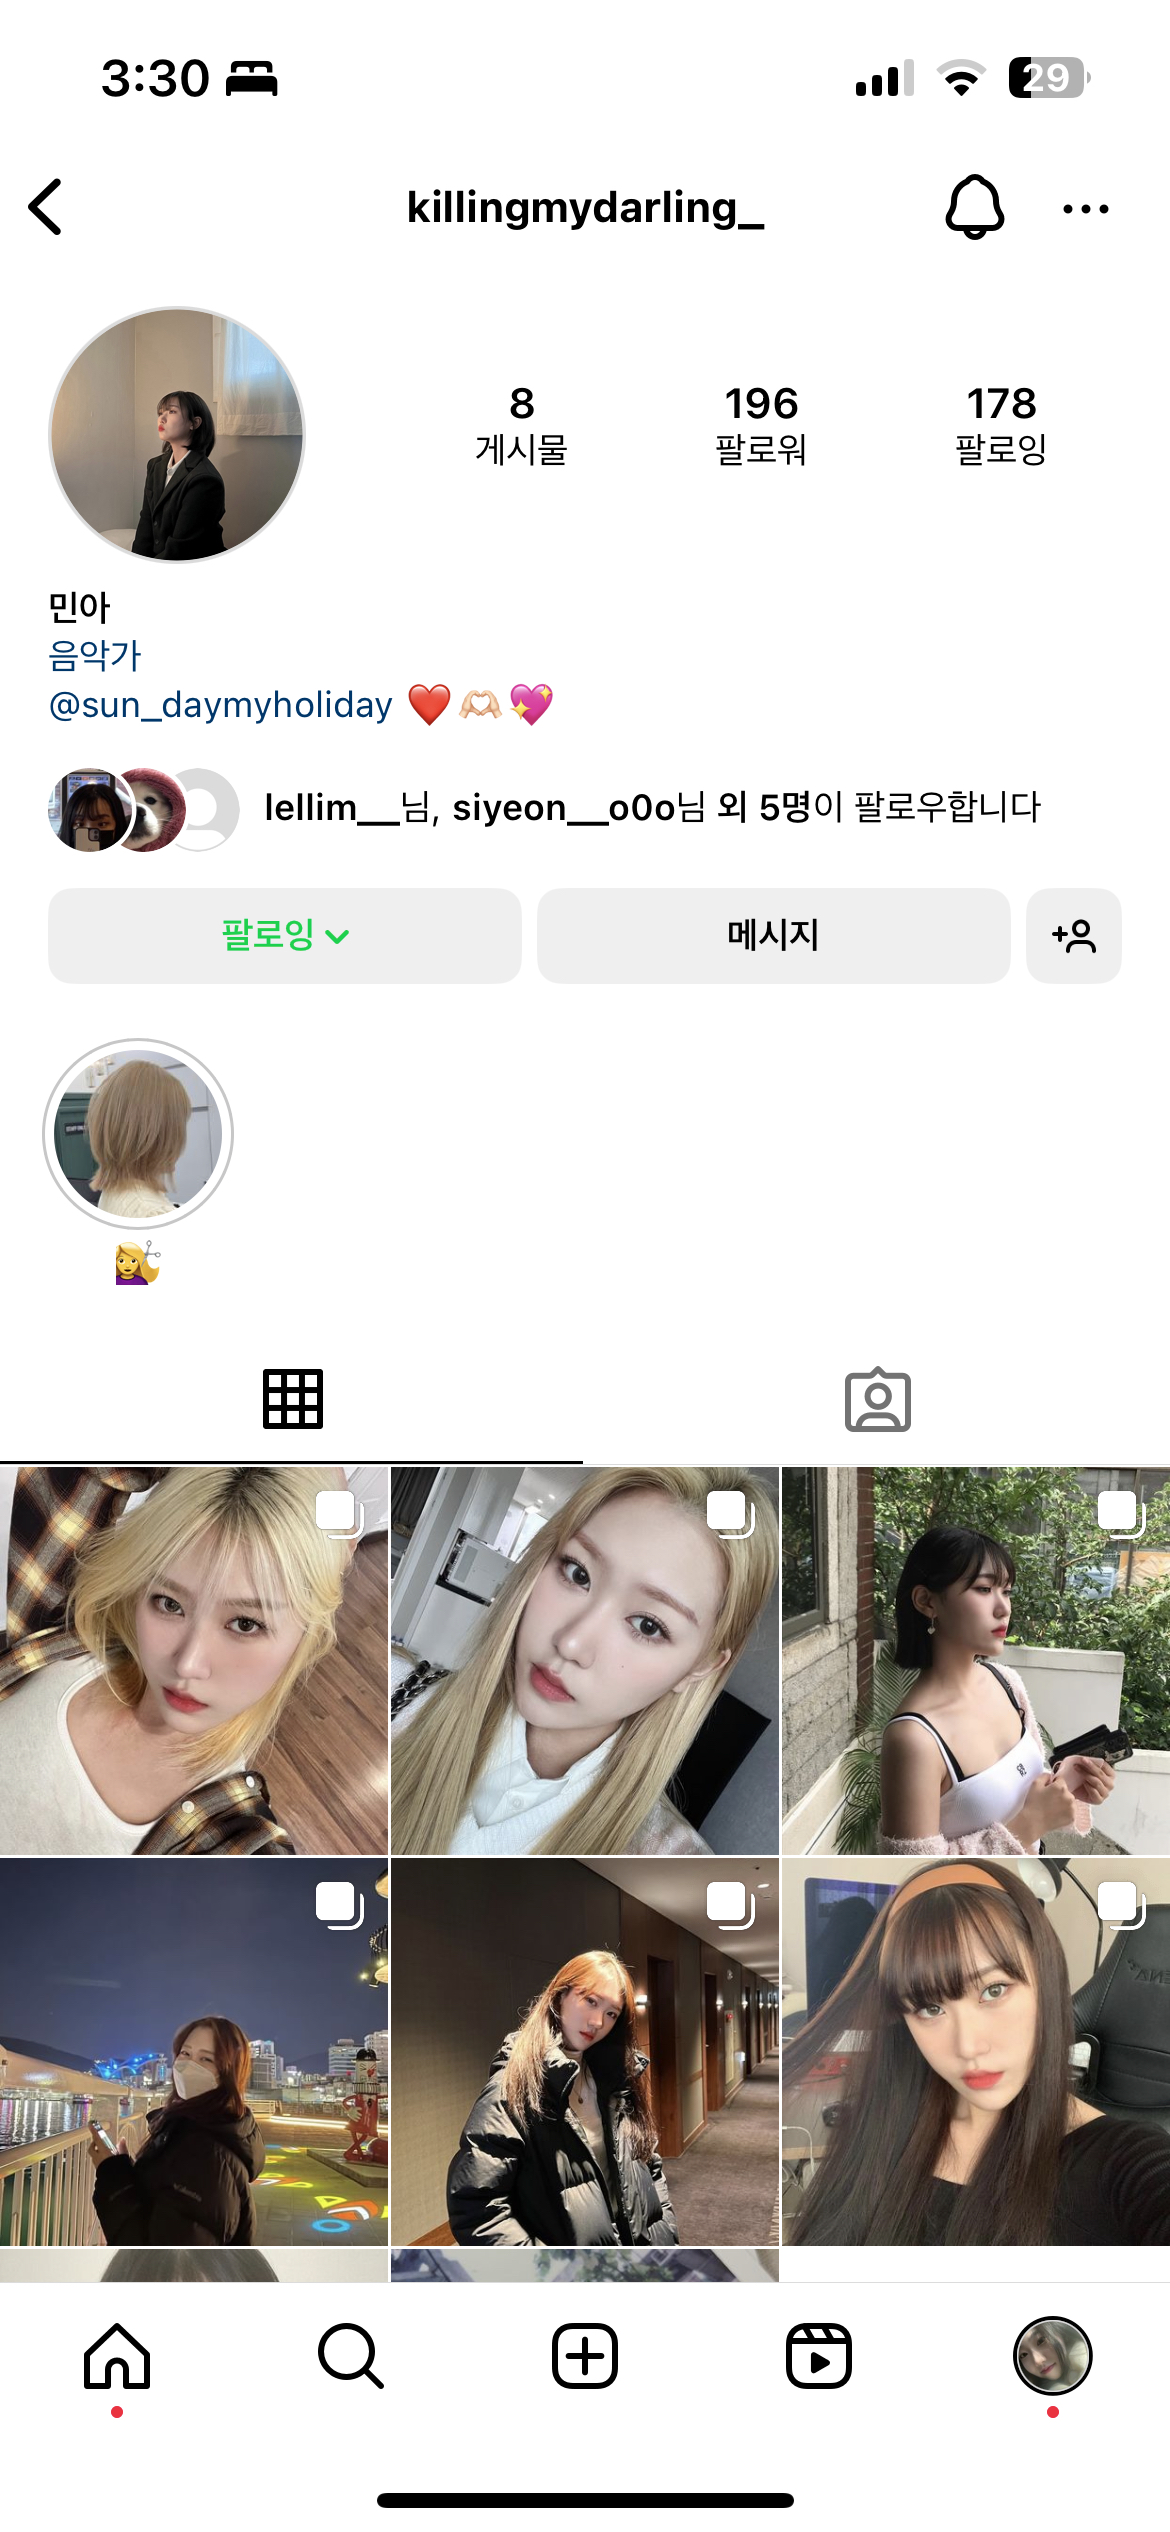 3:30
29
killingmydarling_
8
196
178
게시물
팔로워
팔로잉
민아
음악가
@sun_daymyholiday ❤️🫶🏻💖
lellim__님, siyeon__o0o님 외 5명이 팔로우합니다
팔로잉
메시지
💇‍♀️